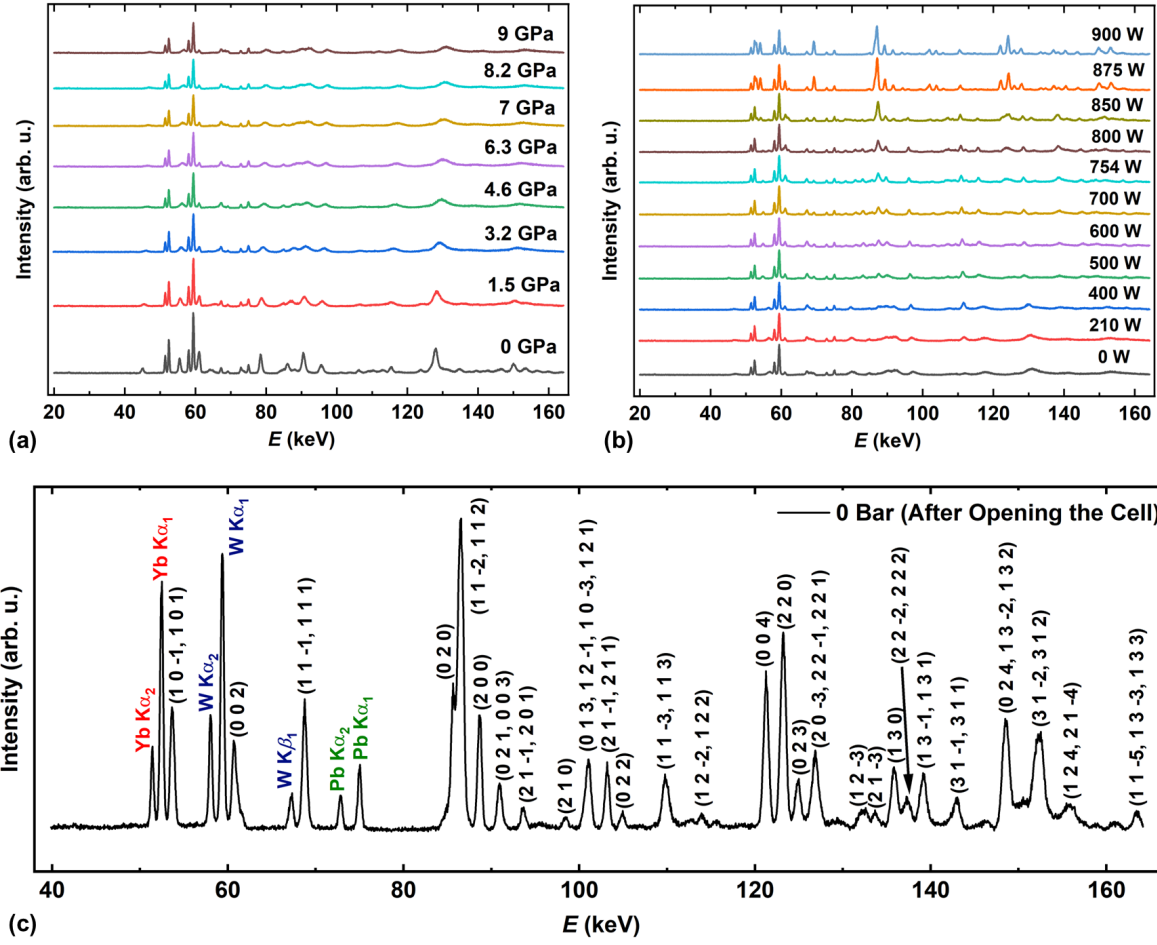 9 GPa
8.2 GPa
7 GPa
6.3 GPa
4.6 GPa
3.2 GPa
1.5 GPa
0 GPa
Intensity (arb. u.)
20 40 60 80 100 120 140 160
E (keV)
(a)
900 W
875 W
850 W
800 W
754 W
700 W
600 W
500 W
400 W
210 W
0 W
Intensity (arb. u.)
20 40 60 80 100 120 140 160
E (keV)
(b)
0 Bar (After Opening the Cell)
Yb Kα2
Yb Kα1
(1 0 -1, 1 0 1)
W Kα2
W Kα1
(0 0 2)
W Kβ1
(1 1 -1, 1 1 1)
Pb Kα2
Pb Kα1
(0 2 0)
(1 1 -2, 1 1 2)
(2 0 0)
(0 2 1, 0 0 3)
(2 1 -1, 2 0 1)
(2 1 0)
(0 1 3, 1 2 -1, 1 0 -3, 1 2 1)
(2 1 -1, 2 1 1)
(0 2 2)
(1 1 -3, 1 1 3)
(1 2 -2, 1 2 2)
(0 0 4)
(2 2 0)
(0 2 3)
(2 0 -3, 2 2 -1, 2 2 1)
(1 2 -3)
(2 1 -3)
(1 3 0)
(2 2 -2, 2 2 2)
(1 3 -1, 1 3 1)
(3 1 -1, 3 1 1)
(0 2 4, 1 3 -2, 1 3 2)
(3 1 -2, 3 1 2)
(1 2 4, 2 1 -4)
(1 1 -5, 1 3 -3, 1 3 3)
Intensity (arb. u.)
40 60 80 100 120 140 160
E (keV)
(c)